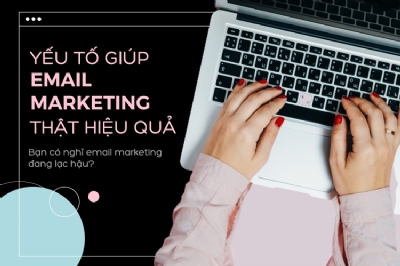 YẾU TỐ GIÚP
EMAIL
MARKETING
THẬT HIỆU QUẢ
Bạn có nghĩ email marketing
đang lạc hậu?